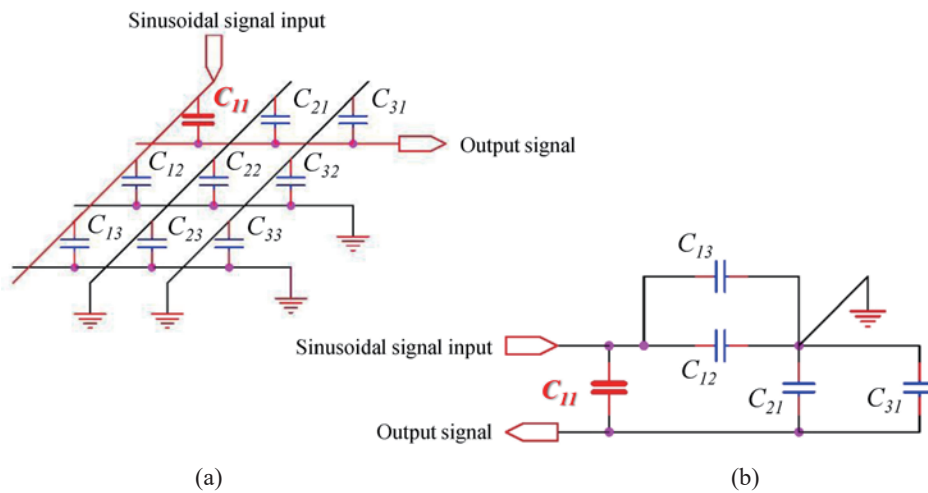 Sinusoidal signal input
C11
C21
C31
Output signal
C12
C22
C32
C13
C23
C33
C13
Sinusoidal signal input
C12
C11
C21
C31
Output signal
(a)
(b)